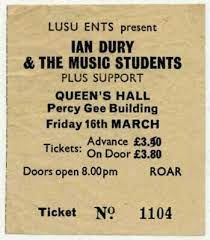 LUSU ENTS present
IAN DURY
& THE MUSIC STUDENTS
PLUS SUPPORT
QUEEN'S HALL
Percy Gee Building
Friday 16th MARCH
Tickets: Advance £3.40
On Door £3.80
Doors open 8.00pm ROAR
Ticket Nº 1104